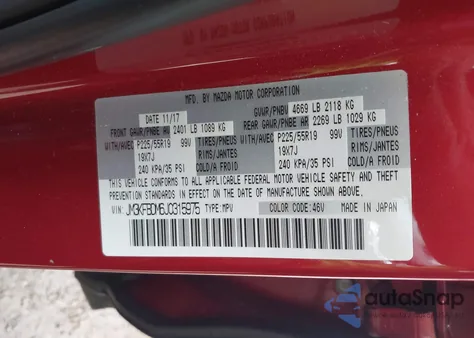 MFD. BY MAZDA MOTOR CORPORATION
DATE 11/17 GVWR/PNBV 4669 LB 2118 KG
FRONT GAWR/PNBE AV 2401 LB 1089 KG REAR GAWR/PNBE AR 2269 LB 1029 KG
WITH/AVEC P225/55R19 99V TIRES/PNEUS WITH/AVEC P225/55R19 99V TIRES/PNEUS
19X7J RIMS/JANTES 19X7J RIMS/JANTES
240 KPA/35 PSI COLD/A FROID 240 KPA/35 PSI COLD/A FROID
THIS VEHICLE CONFORMS TO ALL APPLICABLE FEDERAL MOTOR VEHICLE SAFETY AND THEFT
PREVENTION STANDARDS IN EFFECT ON THE DATE OF MANUFACTURE SHOWN ABOVE.
VIN: JM3KFBDM6J0315975 TYPE: MPV COLOR CODE: 46V MADE IN JAPAN
autoSnap